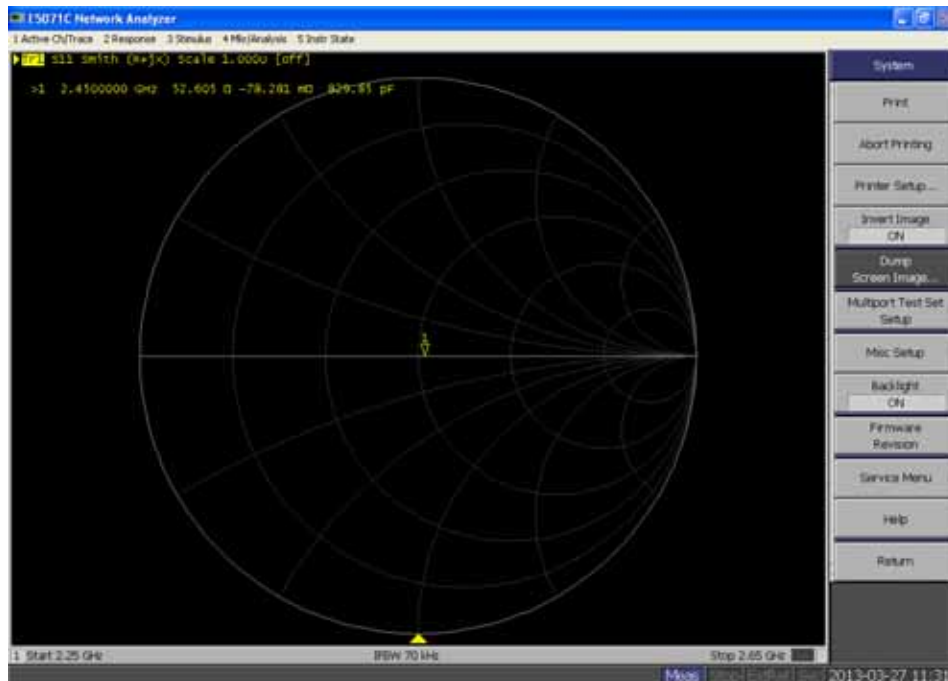 E5071C Network Analyzer
1 Active Ch/Trace 2 Response 3 Stimulus 4 Mkr/Analysis 5 Instr State
Tr1 S11 Smith (R+jX) Scale 1.000U [Off]
>1 2.4500000 GHz 52.605 Ω -78.281 mΩ 829.85 pF
1
System
Print
Abort Printing
Printer Setup...
Invert Image
ON
Dump
Screen Image...
Multiport Test Set
Setup
Misc Setup
Backlight
ON
Firmware
Revision
Service Menu
Help
Return
1 Start 2.25 GHz IFBW 70 kHz Stop 2.65 GHz
Meas 2013-03-27 11:31